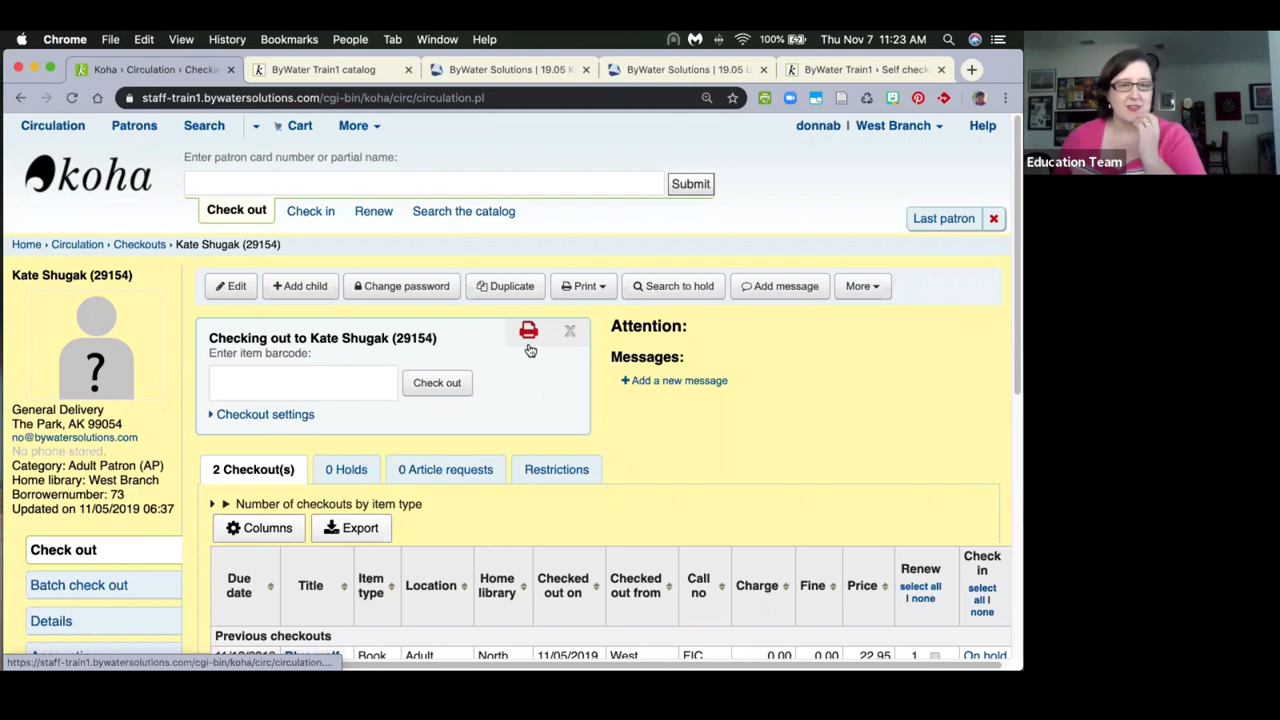 Chrome File Edit View History Bookmarks People Tab Window Help 100% Thu Nov 7 11:23 AM
Koha › Circulation › Checki ByWater Train1 catalog ByWater Solutions | 19.05 K ByWater Solutions | 19.05 U ByWater Train1 › Self check
staff-train1.bywatersolutions.com/cgi-bin/koha/circ/circulation.pl
Circulation Patrons Search Cart More donnab | West Branch Help
koha
Enter patron card number or partial name:
Submit
Check out Check in Renew Search the catalog
Last patron
Home › Circulation › Checkouts › Kate Shugak (29154)
Kate Shugak (29154)
?
General Delivery
The Park, AK 99054
no@bywatersolutions.com
No phone stored.
Category: Adult Patron (AP)
Home library: West Branch
Borrowernumber: 73
Updated on 11/05/2019 06:37
Check out
Batch check out
Details
Edit Add child Change password Duplicate Print Search to hold Add message More
Checking out to Kate Shugak (29154)
Enter item barcode:
Check out
Checkout settings
Attention:
Messages:
Add a new message
2 Checkout(s) 0 Holds 0 Article requests Restrictions
Number of checkouts by item type
Columns Export
Due date Title Item type Location Home library Checked out on Checked out from Call no Charge Fine Price Renew select all | none Check in select all | none
Previous checkouts
Book Adult North 11/05/2019 West FIC 0.00 0.00 22.95 1 On hold
https://staff-train1.bywatersolutions.com/cgi-bin/koha/circ/circulation....
Education Team